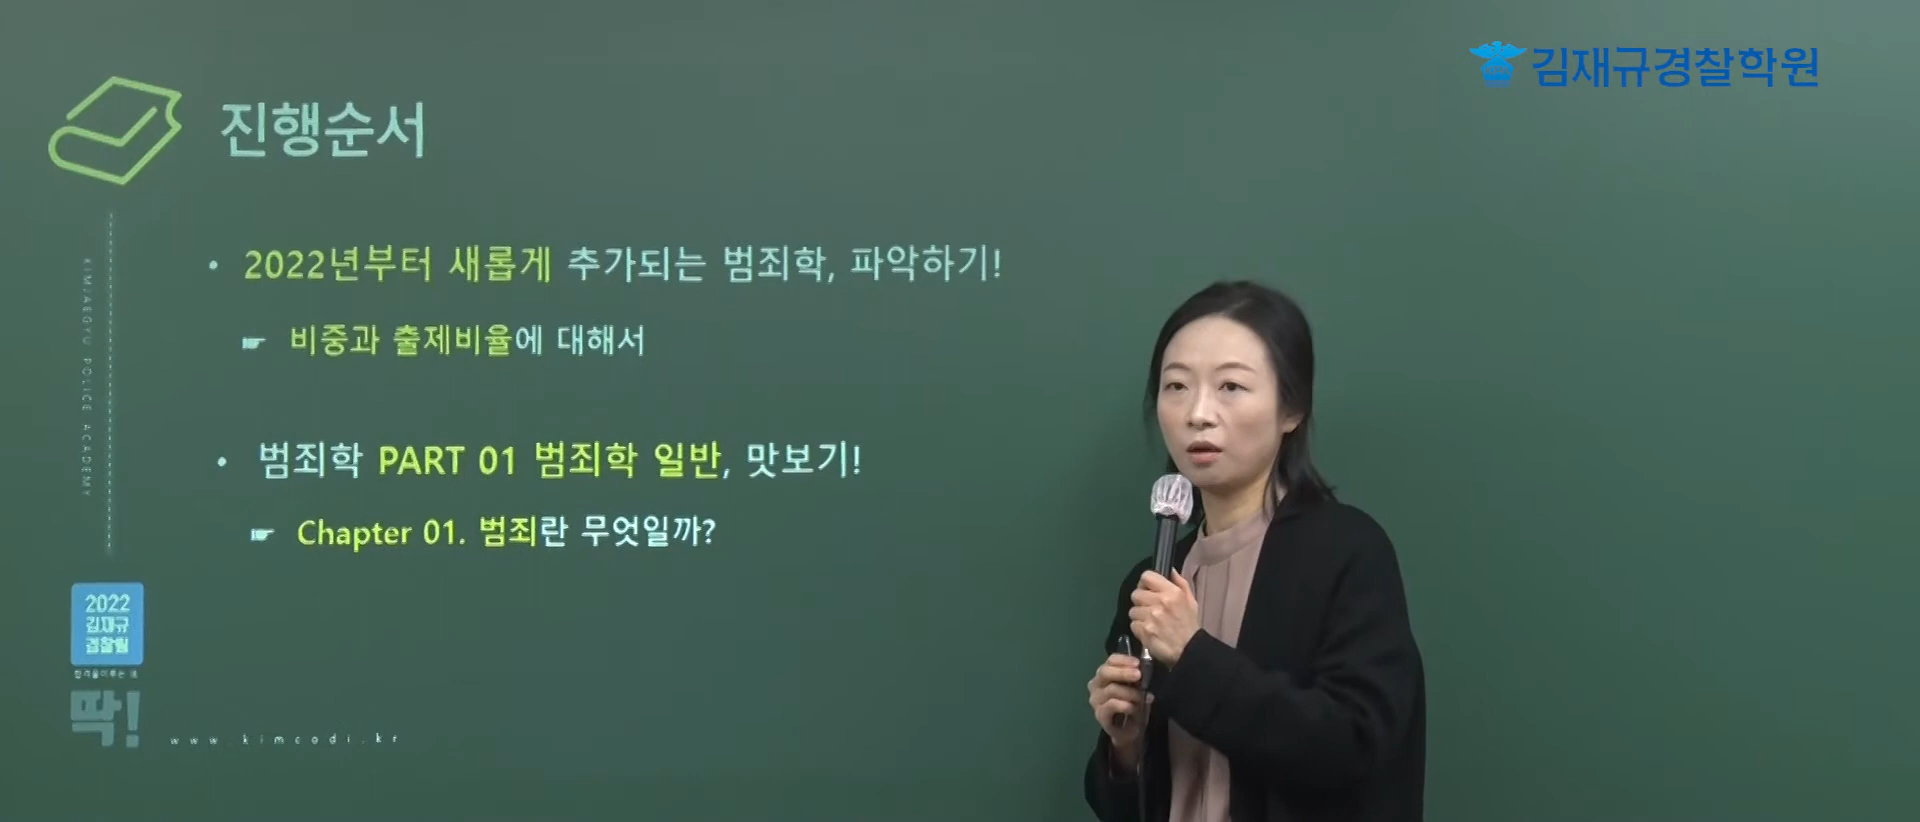 김재규경찰학원
진행순서
• 2022년부터 새롭게 추가되는 범죄학, 파악하기!
☛ 비중과 출제비율에 대해서
• 범죄학 PART 01 범죄학 일반, 맛보기!
☛ Chapter 01. 범죄란 무엇일까?
KIMJAEGYU POLICE ACADEMY
2022
김재규
경찰팀
딱!
www.kimcodi.kr